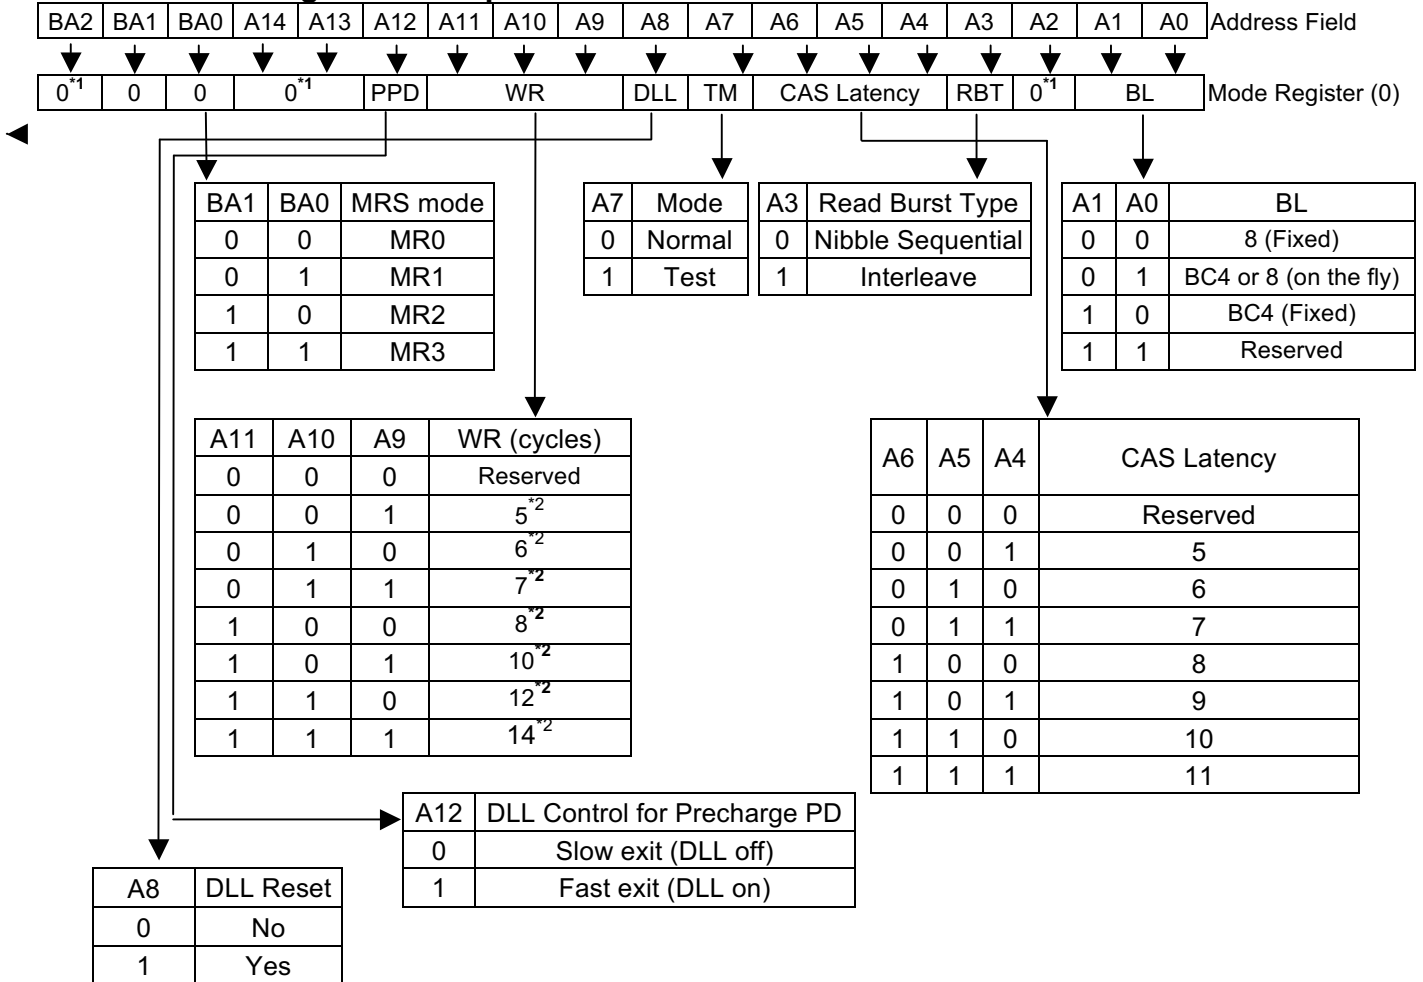 BA2 BA1 BA0 A14 A13 A12 A11 A10 A9 A8 A7 A6 A5 A4 A3 A2 A1 A0 Address Field
0*1 0 0 0*1 PPD WR DLL TM CAS Latency RBT 0*1 BL Mode Register (0)
BA1 BA0 MRS mode
0 0 MR0
0 1 MR1
1 0 MR2
1 1 MR3
A7 Mode
0 Normal
1 Test
A3 Read Burst Type
0 Nibble Sequential
1 Interleave
A1 A0 BL
0 0 8 (Fixed)
0 1 BC4 or 8 (on the fly)
1 0 BC4 (Fixed)
1 1 Reserved
A11 A10 A9 WR (cycles)
0 0 0 Reserved
0 0 1 5*2
0 1 0 6*2
0 1 1 7*2
1 0 0 8*2
1 0 1 10*2
1 1 0 12*2
1 1 1 14*2
A6 A5 A4 CAS Latency
0 0 0 Reserved
0 0 1 5
0 1 0 6
0 1 1 7
1 0 0 8
1 0 1 9
1 1 0 10
1 1 1 11
A12 DLL Control for Precharge PD
0 Slow exit (DLL off)
1 Fast exit (DLL on)
A8 DLL Reset
0 No
1 Yes